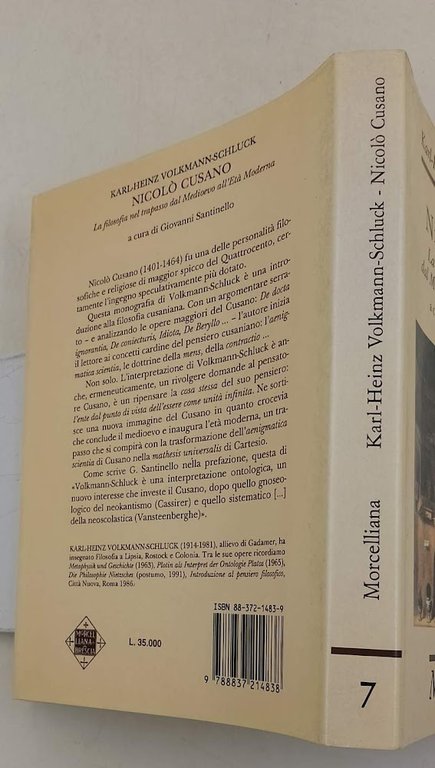 KARL-HEINZ VOLKMANN-SCHLUCK
NICOLÒ CUSANO
La filosofia nel trapasso dal Medioevo all'Età Moderna
a cura di Giovanni Santinello
Nicolò Cusano (1401-1464) fu una delle personalità filo-
sofiche e religiose di maggior spicco del Quattrocento, cer-
tamente l'ingegno speculativamente più dotato.
Questa monografia di Volkmann-Schluck è una intro-
duzione alla filosofia cusaniana. Con un argomentare serra-
to – e analizzando le opere maggiori del Cusano: De docta
ignorantia, De coniecturis, Idiota, De Beryllo ... – l'autore inizia
il lettore ai concetti cardine del pensiero cusaniano: l'aenig-
matica scientia, le dottrine della mens, della contractio ...
Non solo. L'interpretazione di Volkmann-Schluck è an-
che, ermeneuticamente, un rivolgere domande al pensato-
re Cusano, è un ripensare la cosa stessa del suo pensiero:
l'ente dal punto di vista dell'essere come unità infinita. Ne sorti-
sce una nuova immagine del Cusano in quanto crocevia
che conclude il medioevo e inaugura l'età moderna, un tra-
passo che si compirà con la trasformazione dell'aenigmatica
scientia di Cusano nella mathesis universalis di Cartesio.
Come scrive G. Santinello nella prefazione, questa di
«Volkmann-Schluck è una interpretazione ontologica, un
nuovo interesse che investe il Cusano, dopo quello gnoseo-
logico del neokantismo (Cassirer) e quello sistematico [...]
della neoscolastica (Vansteenberghe)».
KARL-HEINZ VOLKMANN-SCHLUCK (1914-1981), allievo di Gadamer, ha
insegnato Filosofia a Lipsia, Rostock e Colonia. Tra le sue opere ricordiamo
Metaphysik und Geschichte (1963), Plotin als Interpret der Ontologie Platos (1965),
Die Philosophie Nietzsches (postumo, 1991), Introduzione al pensiero filosofico,
Città Nuova, Roma 1986.
MORCEL
LIANA
BRESCIA
L. 35.000
ISBN 88-372-1483-9
9 788837 214838
Morcelliana Karl-Heinz Volkmann-Schluck - Nicolò Cusano
7